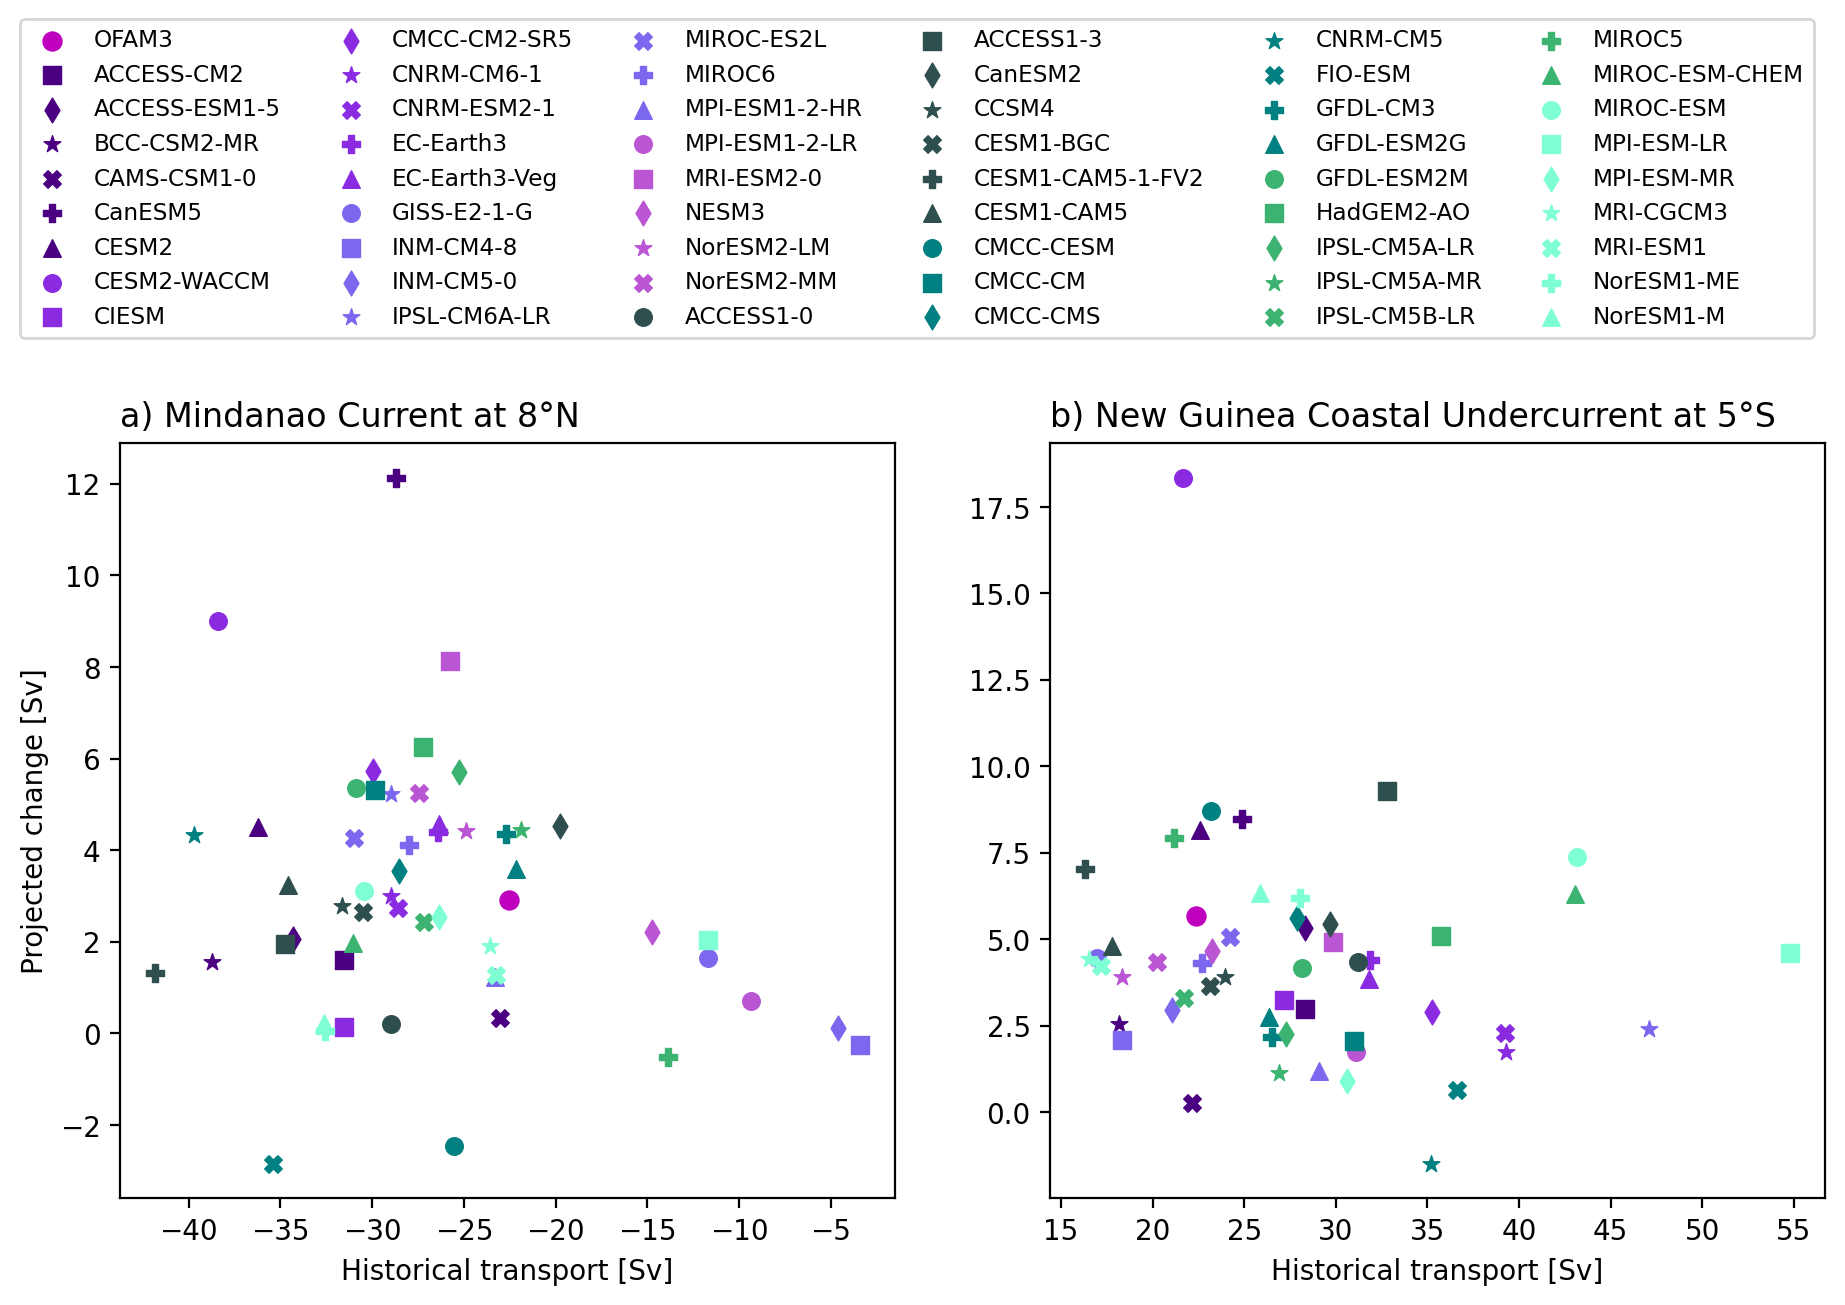 OFAM3
ACCESS-CM2
ACCESS-ESM1-5
BCC-CSM2-MR
CAMS-CSM1-0
CanESM5
CESM2
CESM2-WACCM
CIESM
CMCC-CM2-SR5
CNRM-CM6-1
CNRM-ESM2-1
EC-Earth3
EC-Earth3-Veg
GISS-E2-1-G
INM-CM4-8
INM-CM5-0
IPSL-CM6A-LR
MIROC-ES2L
MIROC6
MPI-ESM1-2-HR
MPI-ESM1-2-LR
MRI-ESM2-0
NESM3
NorESM2-LM
NorESM2-MM
ACCESS1-0
ACCESS1-3
CanESM2
CCSM4
CESM1-BGC
CESM1-CAM5-1-FV2
CESM1-CAM5
CMCC-CESM
CMCC-CM
CMCC-CMS
CNRM-CM5
FIO-ESM
GFDL-CM3
GFDL-ESM2G
GFDL-ESM2M
HadGEM2-AO
IPSL-CM5A-LR
IPSL-CM5A-MR
IPSL-CM5B-LR
MIROC5
MIROC-ESM-CHEM
MIROC-ESM
MPI-ESM-LR
MPI-ESM-MR
MRI-CGCM3
MRI-ESM1
NorESM1-ME
NorESM1-M
a) Mindanao Current at 8°N
Projected change [Sv]
12
10
8
6
4
2
0
−2
−40 −35 −30 −25 −20 −15 −10 −5
Historical transport [Sv]
b) New Guinea Coastal Undercurrent at 5°S
17.5
15.0
12.5
10.0
7.5
5.0
2.5
0.0
15 20 25 30 35 40 45 50 55
Historical transport [Sv]